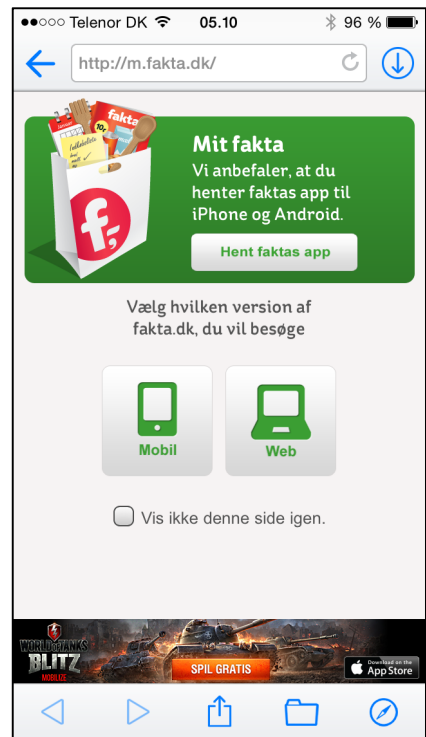 Telenor DK 05.10 96 %
http://m.fakta.dk/
fakta
10.-
Mit fakta
Vi anbefaler, at du
henter faktas app til
iPhone og Android.
Hent faktas app
f,-
Vælg hvilken version af
fakta.dk, du vil besøge
Mobil
Web
Vis ikke denne side igen.
WORLD OF TANKS
BLITZ
MOBILIZE
SPIL GRATIS
Download on the
App Store